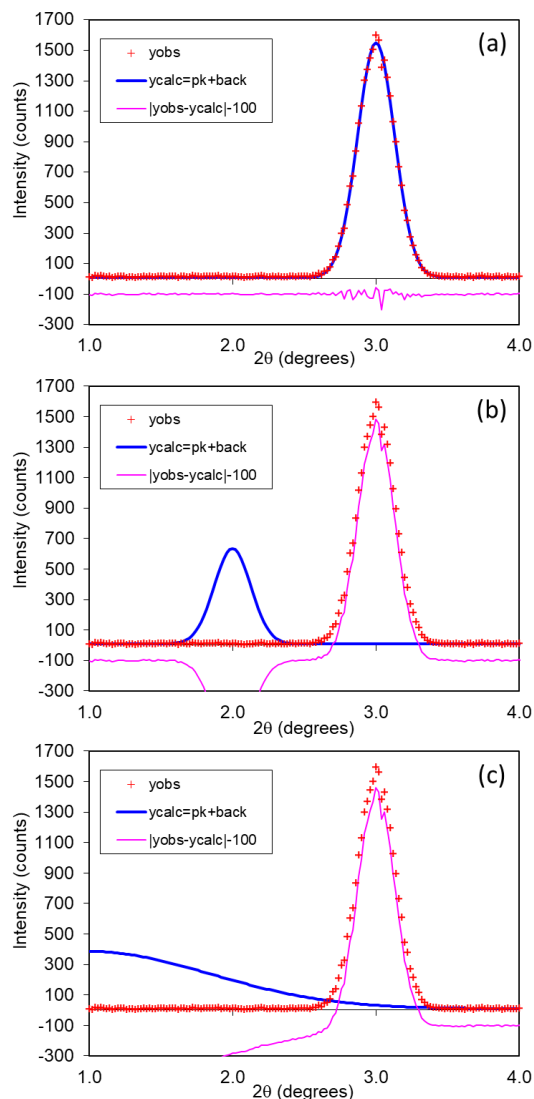 (a)
yobs
ycalc=pk+back
|yobs-ycalc|-100
Intensity (counts)
1700
1500
1300
1100
900
700
500
300
100
-100
-300
1.0 2.0 3.0 4.0
2θ (degrees)
(b)
yobs
ycalc=pk+back
|yobs-ycalc|-100
Intensity (counts)
1700
1500
1300
1100
900
700
500
300
100
-100
-300
1.0 2.0 3.0 4.0
2θ (degrees)
(c)
yobs
ycalc=pk+back
|yobs-ycalc|-100
Intensity (counts)
1700
1500
1300
1100
900
700
500
300
100
-100
-300
1.0 2.0 3.0 4.0
2θ (degrees)